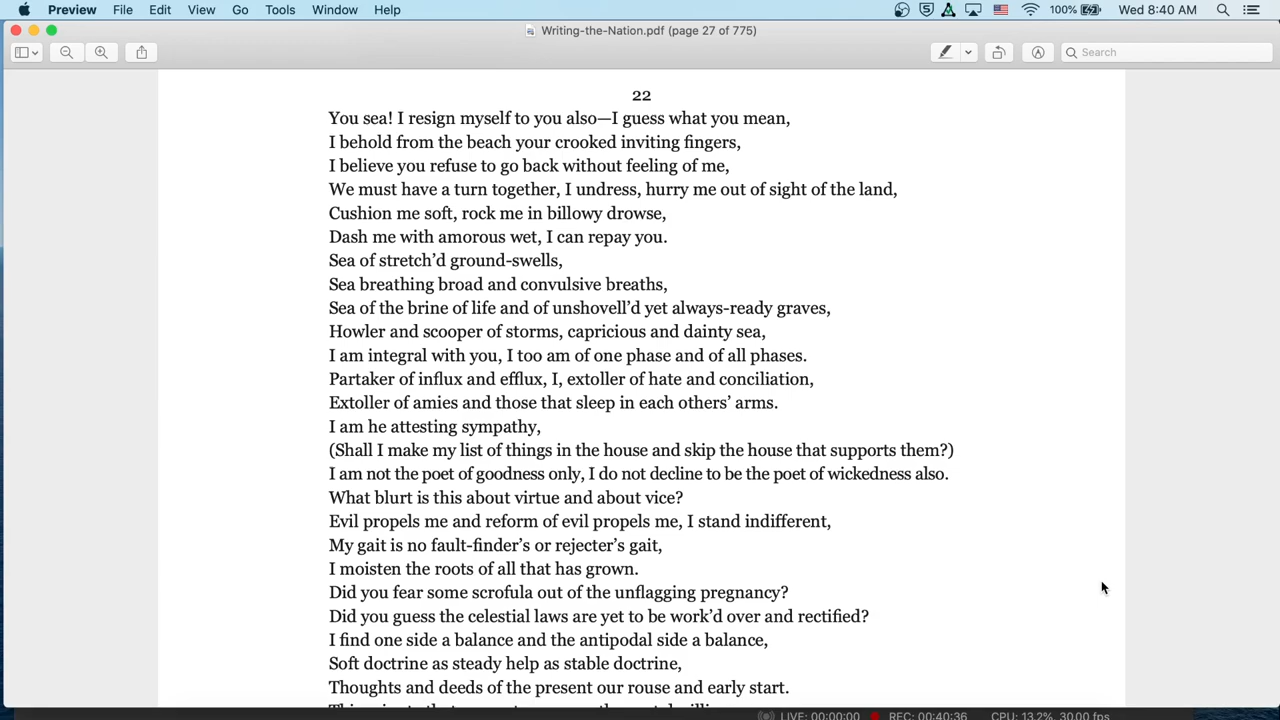 Preview File Edit View Go Tools Window Help 100% Wed 8:40 AM
Writing-the-Nation.pdf (page 27 of 775)
Search
22
You sea! I resign myself to you also—I guess what you mean,
I behold from the beach your crooked inviting fingers,
I believe you refuse to go back without feeling of me,
We must have a turn together, I undress, hurry me out of sight of the land,
Cushion me soft, rock me in billowy drowse,
Dash me with amorous wet, I can repay you.
Sea of stretch’d ground-swells,
Sea breathing broad and convulsive breaths,
Sea of the brine of life and of unshovell’d yet always-ready graves,
Howler and scooper of storms, capricious and dainty sea,
I am integral with you, I too am of one phase and of all phases.
Partaker of influx and efflux, I, extoller of hate and conciliation,
Extoller of amies and those that sleep in each others’ arms.
I am he attesting sympathy,
(Shall I make my list of things in the house and skip the house that supports them?)
I am not the poet of goodness only, I do not decline to be the poet of wickedness also.
What blurt is this about virtue and about vice?
Evil propels me and reform of evil propels me, I stand indifferent,
My gait is no fault-finder’s or rejecter’s gait,
I moisten the roots of all that has grown.
Did you fear some scrofula out of the unflagging pregnancy?
Did you guess the celestial laws are yet to be work’d over and rectified?
I find one side a balance and the antipodal side a balance,
Soft doctrine as steady help as stable doctrine,
Thoughts and deeds of the present our rouse and early start.
LIVE: 00:00:00 REC: 00:40:36 CPU: 13.2%, 30.00 fps